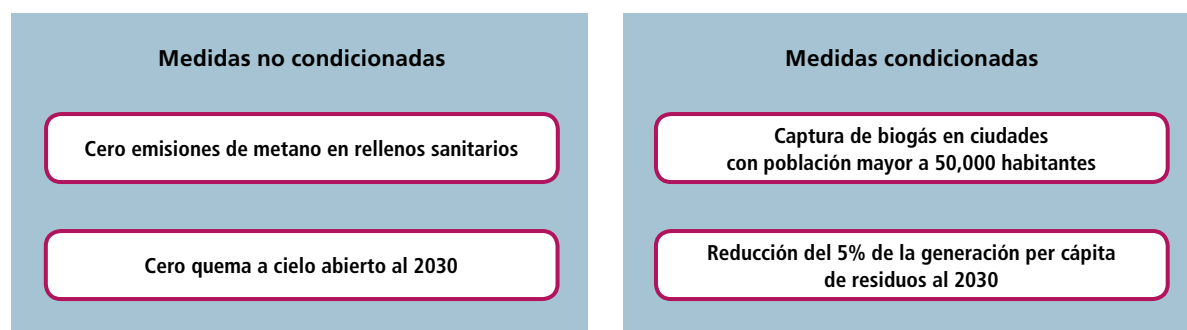 Medidas no condicionadas
Cero emisiones de metano en rellenos sanitarios
Cero quema a cielo abierto al 2030
Medidas condicionadas
Captura de biogás en ciudades
con población mayor a 50,000 habitantes
Reducción del 5% de la generación per cápita
de residuos al 2030